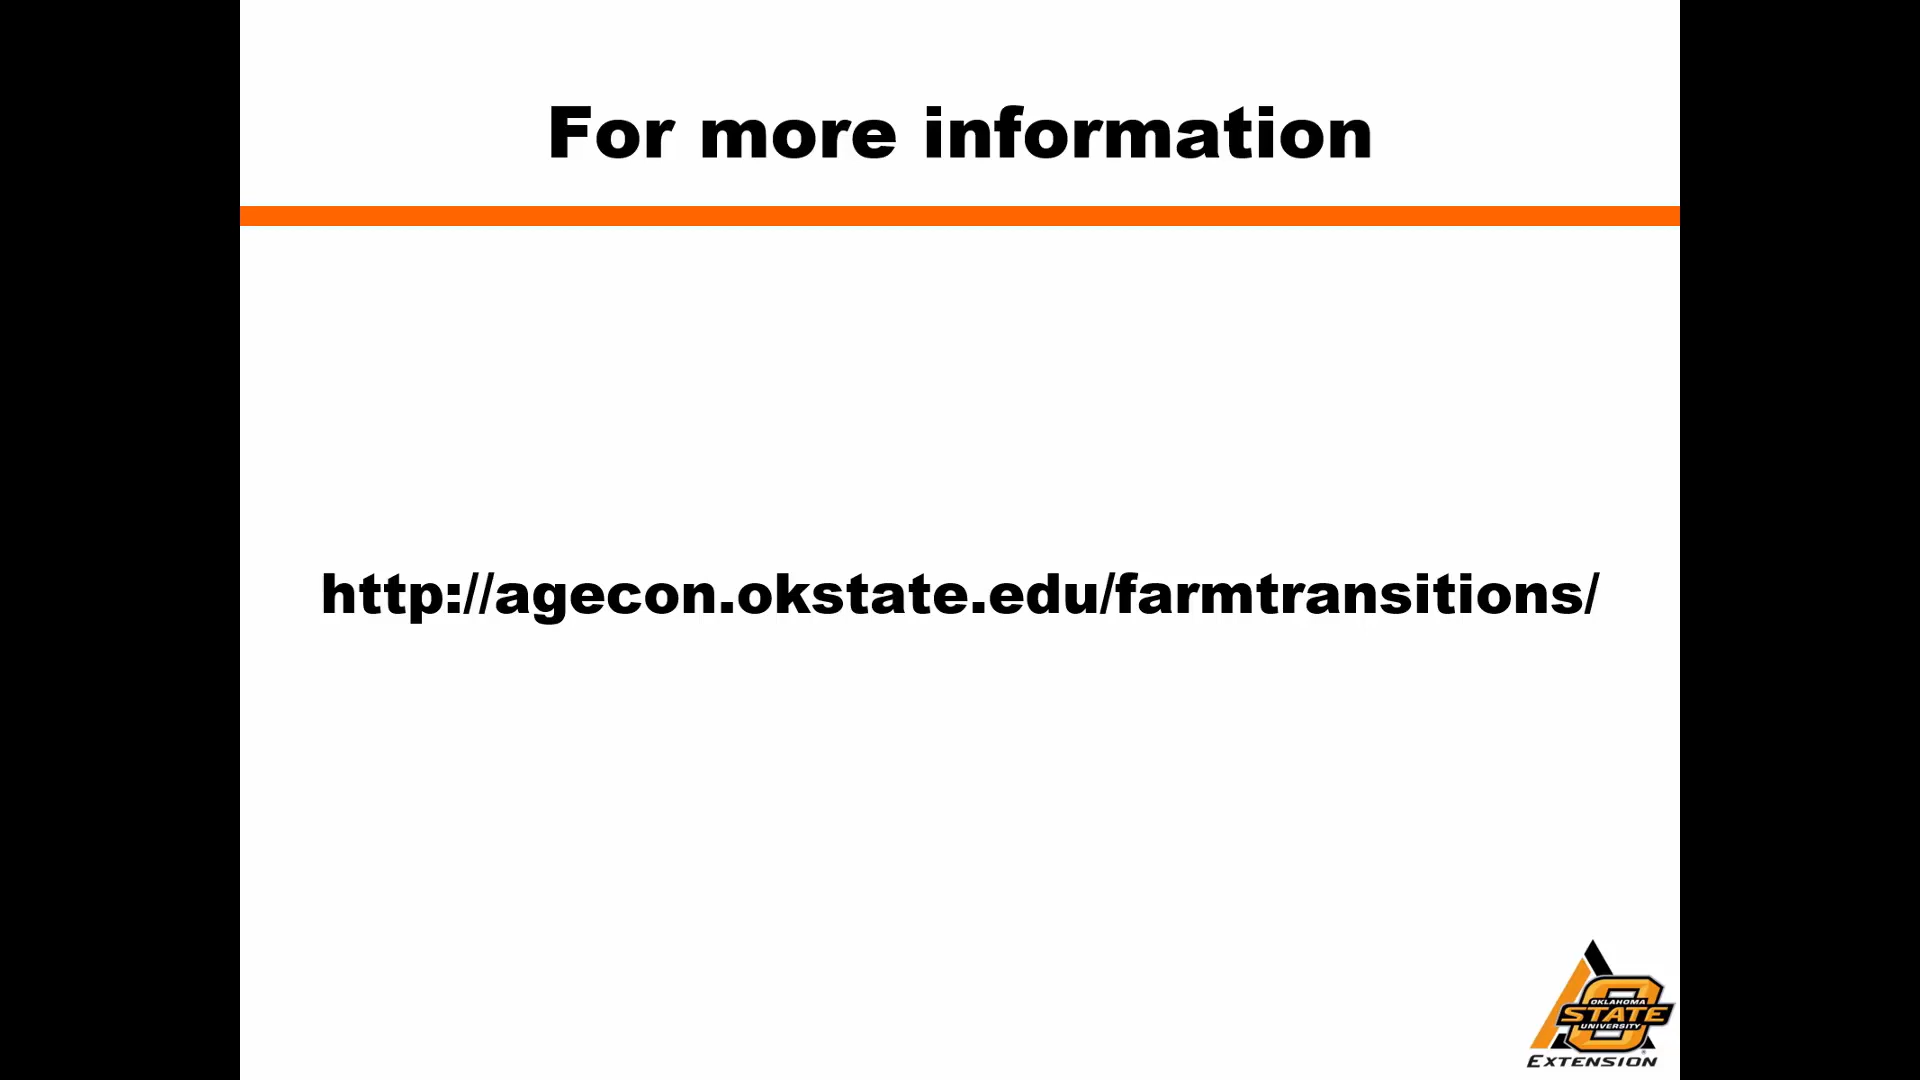 For more information
http://agecon.okstate.edu/farmtransitions/
OKLAHOMA
STATE
UNIVERSITY
EXTENSION